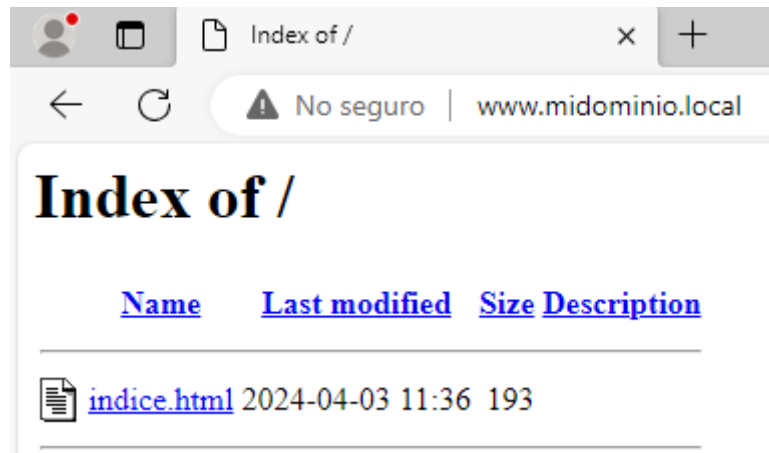 Index of /
No seguro | www.midominio.local
Index of /
Name Last modified Size Description
indice.html 2024-04-03 11:36 193